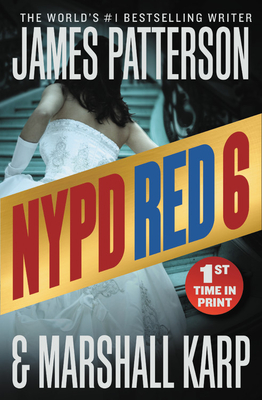 THE WORLD'S #1 BESTSELLING WRITER
JAMES PATTERSON
NYPD RED 6
1ST
TIME IN
PRINT
& MARSHALL KARP